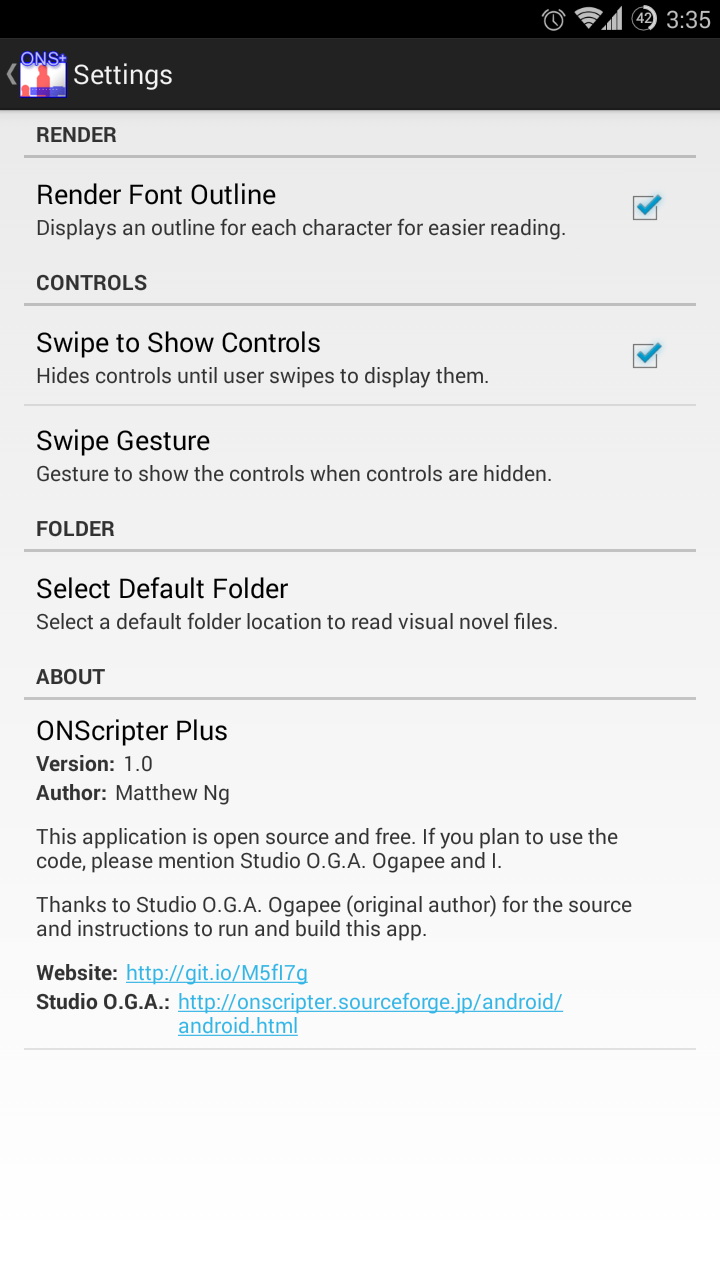 42 3:35
ONS+ Settings
RENDER
Render Font Outline
Displays an outline for each character for easier reading.
CONTROLS
Swipe to Show Controls
Hides controls until user swipes to display them.
Swipe Gesture
Gesture to show the controls when controls are hidden.
FOLDER
Select Default Folder
Select a default folder location to read visual novel files.
ABOUT
ONScripter Plus
Version: 1.0
Author: Matthew Ng
This application is open source and free. If you plan to use the
code, please mention Studio O.G.A. Ogapee and I.
Thanks to Studio O.G.A. Ogapee (original author) for the source
and instructions to run and build this app.
Website: http://git.io/M5fI7g
Studio O.G.A.: http://onscripter.sourceforge.jp/android/
android.html